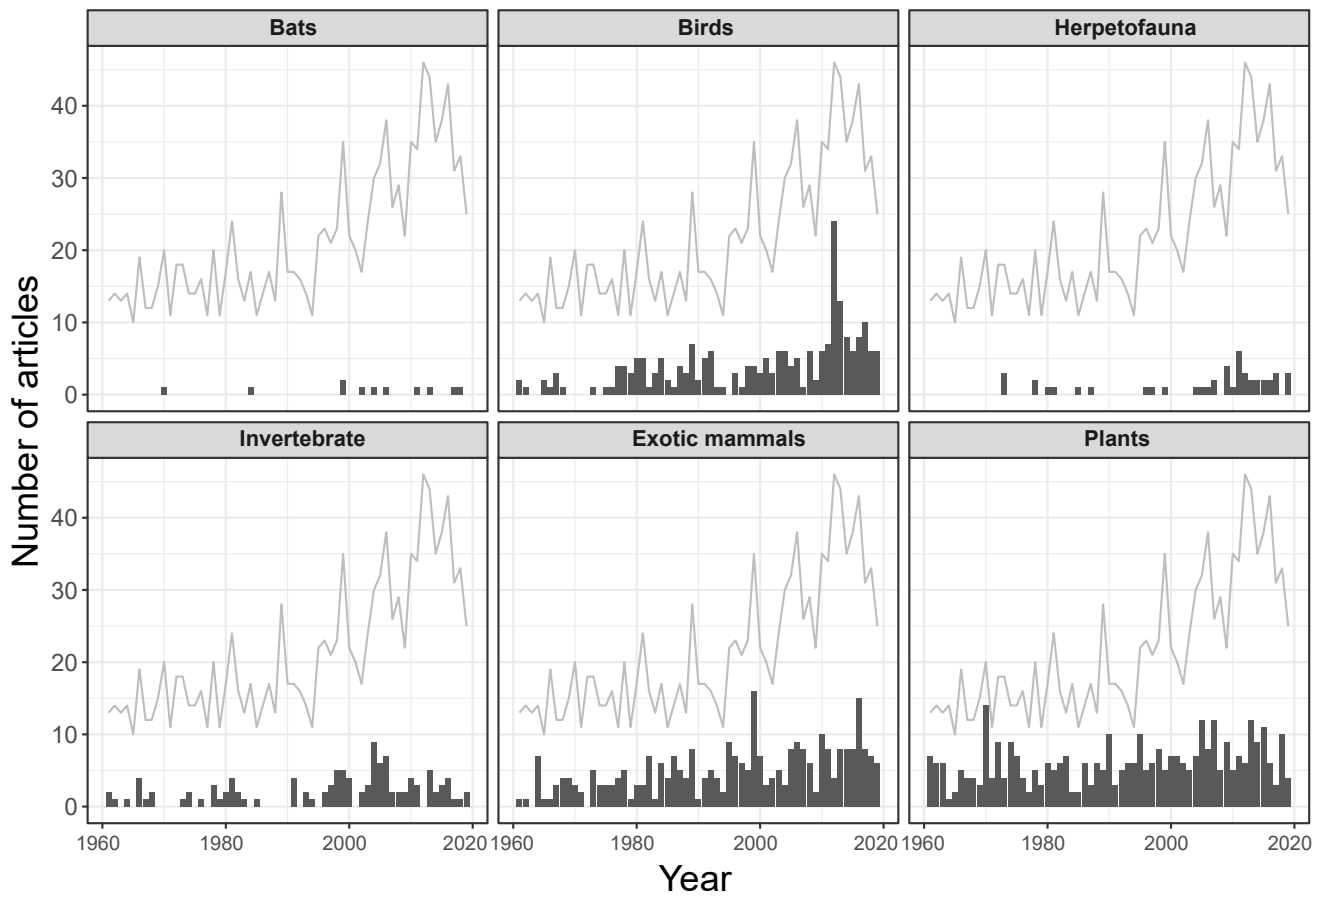 Bats Birds Herpetofauna
40
30
20
10
0
Number of articles
Invertebrate Exotic mammals Plants
40
30
20
10
0
1960 1980 2000 2020 1960 1980 2000 2020 1960 1980 2000 2020
Year